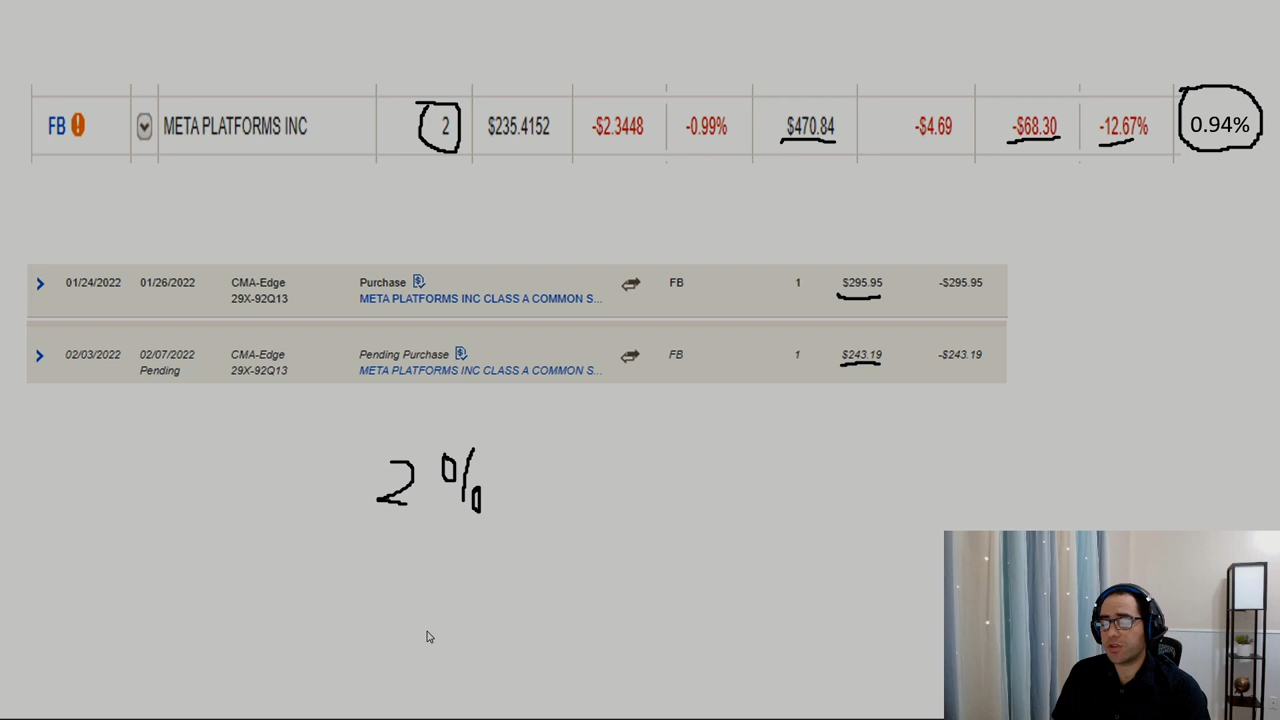 FB ! META PLATFORMS INC 2 $235.4152 -$2.3448 -0.99% $470.84 -$4.69 -$68.30 -12.67% 0.94%
01/24/2022 01/26/2022 CMA-Edge Purchase FB 1 $295.95 -$295.95
29X-92Q13 META PLATFORMS INC CLASS A COMMON S...
02/03/2022 02/07/2022 CMA-Edge Pending Purchase FB 1 $243.19 -$243.19
Pending 29X-92Q13 META PLATFORMS INC CLASS A COMMON S...
2 %